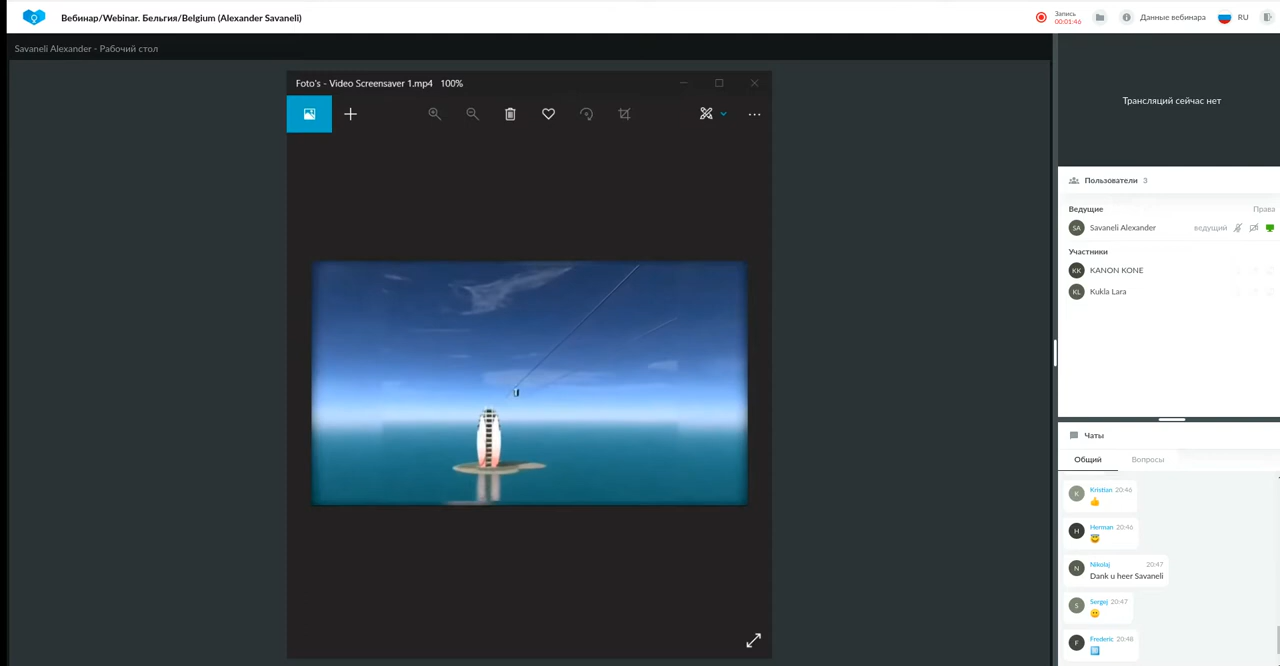 Вебинар/Webinar. Бельгия/Belgium (Alexander Savaneli)
Запись
00:01:46
Данные вебинара
RU
Savaneli Alexander - Рабочий стол
Foto's - Video Screensaver 1.mp4 100%
Трансляций сейчас нет
Пользователи 3
Ведущие Права
SA Savaneli Alexander ведущий
Участники
KK KANON KONE
KL Kukla Lara
Чаты
Общий Вопросы
K Kristian 20:46
H Herman 20:46
N Nikolaj 20:47
Dank u heer Savaneli
S Sergej 20:47
F Frederic 20:48